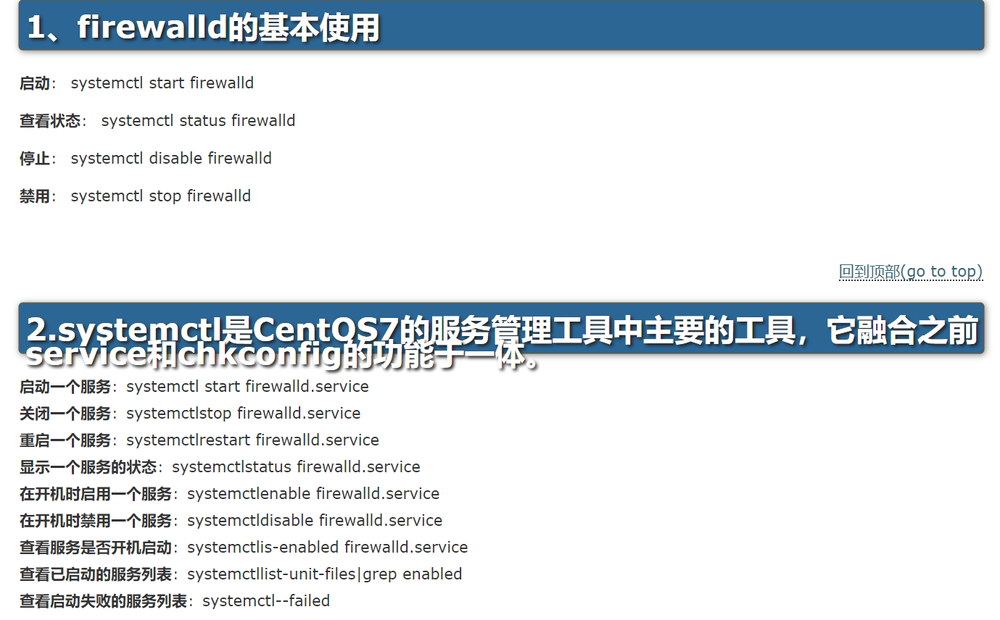 1、firewalld的基本使用
启动： systemctl start firewalld
查看状态： systemctl status firewalld
停止： systemctl disable firewalld
禁用： systemctl stop firewalld
回到顶部(go to top)
2.systemctl是CentOS7的服务管理工具中主要的工具，它融合之前
service和chkconfig的功能于一体。
启动一个服务：systemctl start firewalld.service
关闭一个服务：systemctlstop firewalld.service
重启一个服务：systemctlrestart firewalld.service
显示一个服务的状态：systemctlstatus firewalld.service
在开机时启用一个服务：systemctlenable firewalld.service
在开机时禁用一个服务：systemctldisable firewalld.service
查看服务是否开机启动：systemctlis-enabled firewalld.service
查看已启动的服务列表：systemctllist-unit-files|grep enabled
查看启动失败的服务列表：systemctl--failed